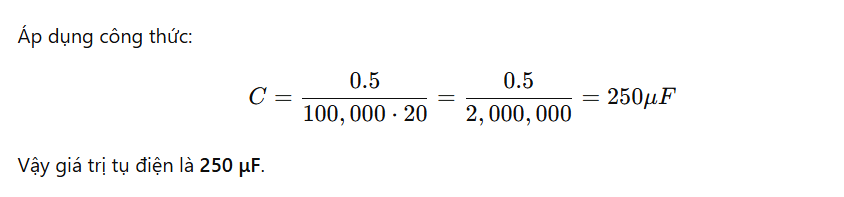 Áp dụng công thức:
C = 0.5 / (100,000 · 20) = 0.5 / 2,000,000 = 250μF
Vậy giá trị tụ điện là 250 μF.